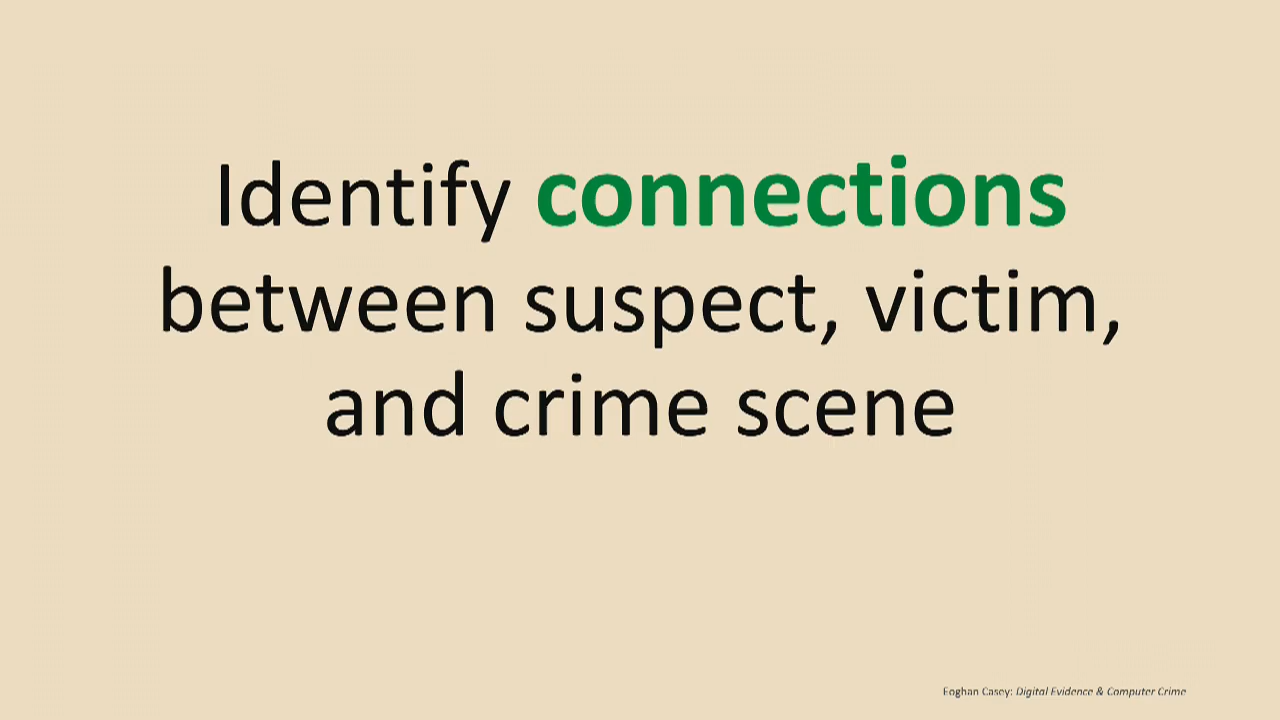 Identify connections
between suspect, victim,
and crime scene
Eoghan Casey: Digital Evidence & Computer Crime